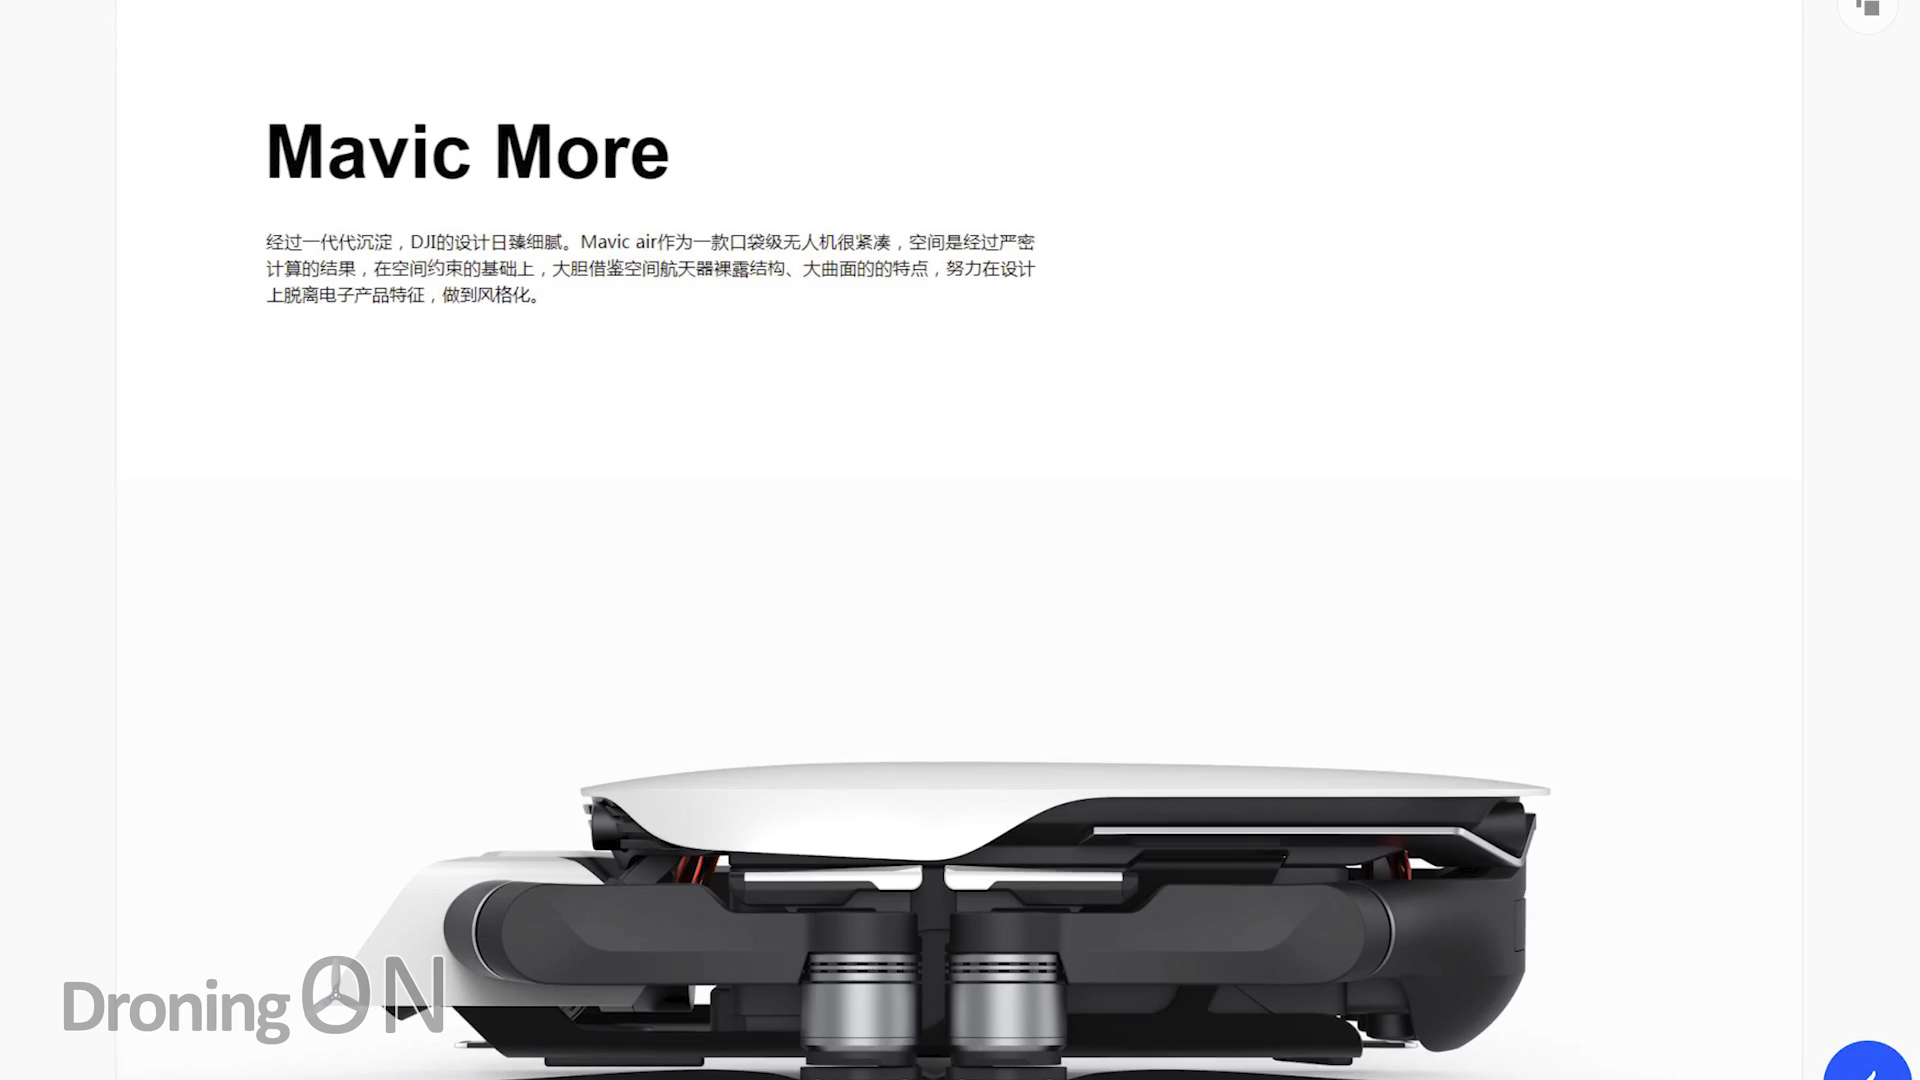 Mavic More
经过一代代沉淀，DJI的设计日臻细腻。Mavic air作为一款口袋级无人机很紧凑，空间是经过严密
计算的结果，在空间约束的基础上，大胆借鉴空间航天器裸露结构、大曲面的的特点，努力在设计
上脱离电子产品特征，做到风格化。
DroningON